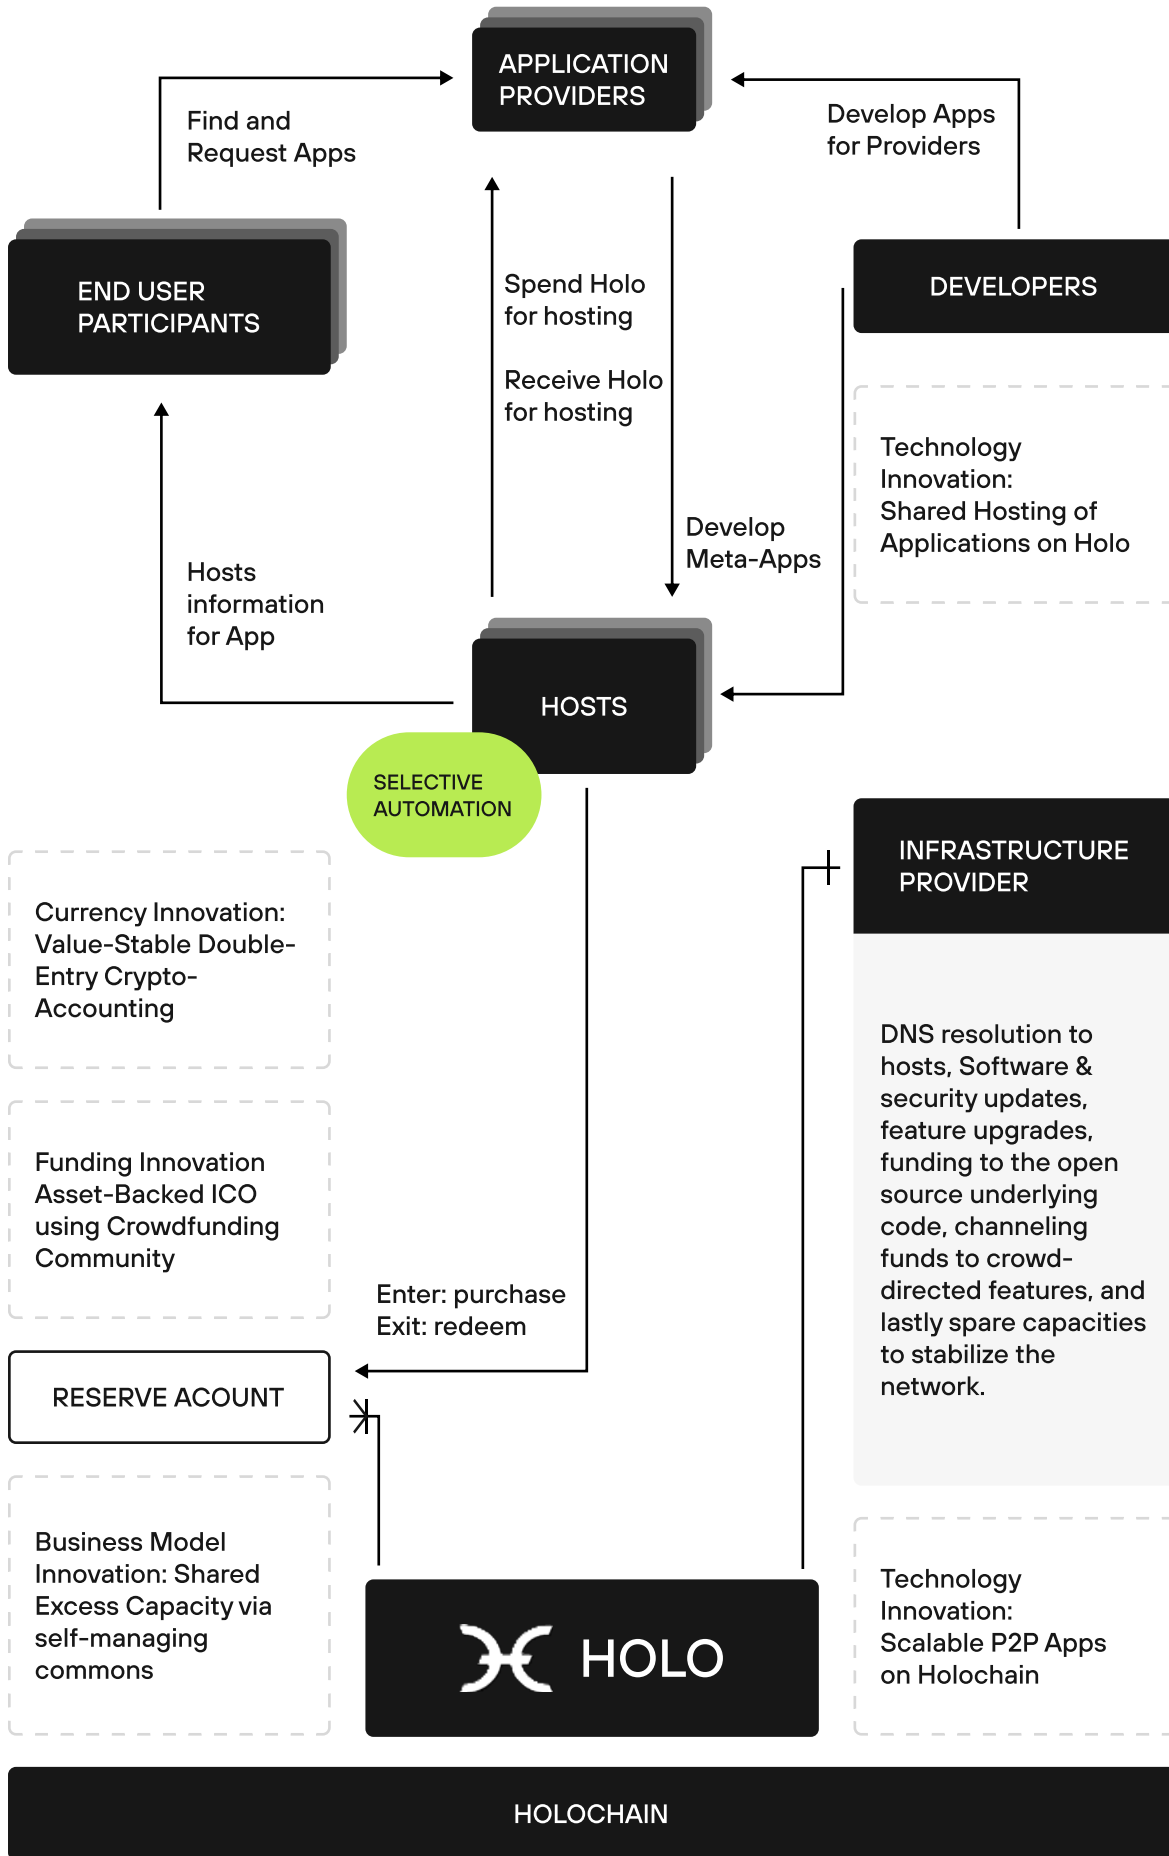 APPLICATION
PROVIDERS
Find and
Request Apps
Develop Apps
for Providers
END USER
PARTICIPANTS
Spend Holo
for hosting
Receive Holo
for hosting
DEVELOPERS
Technology
Innovation:
Shared Hosting of
Applications on Holo
Develop
Meta-Apps
Hosts
information
for App
HOSTS
SELECTIVE
AUTOMATION
INFRASTRUCTURE
PROVIDER
Currency Innovation:
Value-Stable Double-
Entry Crypto-
Accounting
DNS resolution to
hosts, Software &
security updates,
feature upgrades,
funding to the open
source underlying
code, channeling
funds to crowd-
directed features, and
lastly spare capacities
to stabilize the
network.
Funding Innovation
Asset-Backed ICO
using Crowdfunding
Community
Enter: purchase
Exit: redeem
RESERVE ACOUNT
Business Model
Innovation: Shared
Excess Capacity via
self-managing
commons
HOLO
Technology
Innovation:
Scalable P2P Apps
on Holochain
HOLOCHAIN